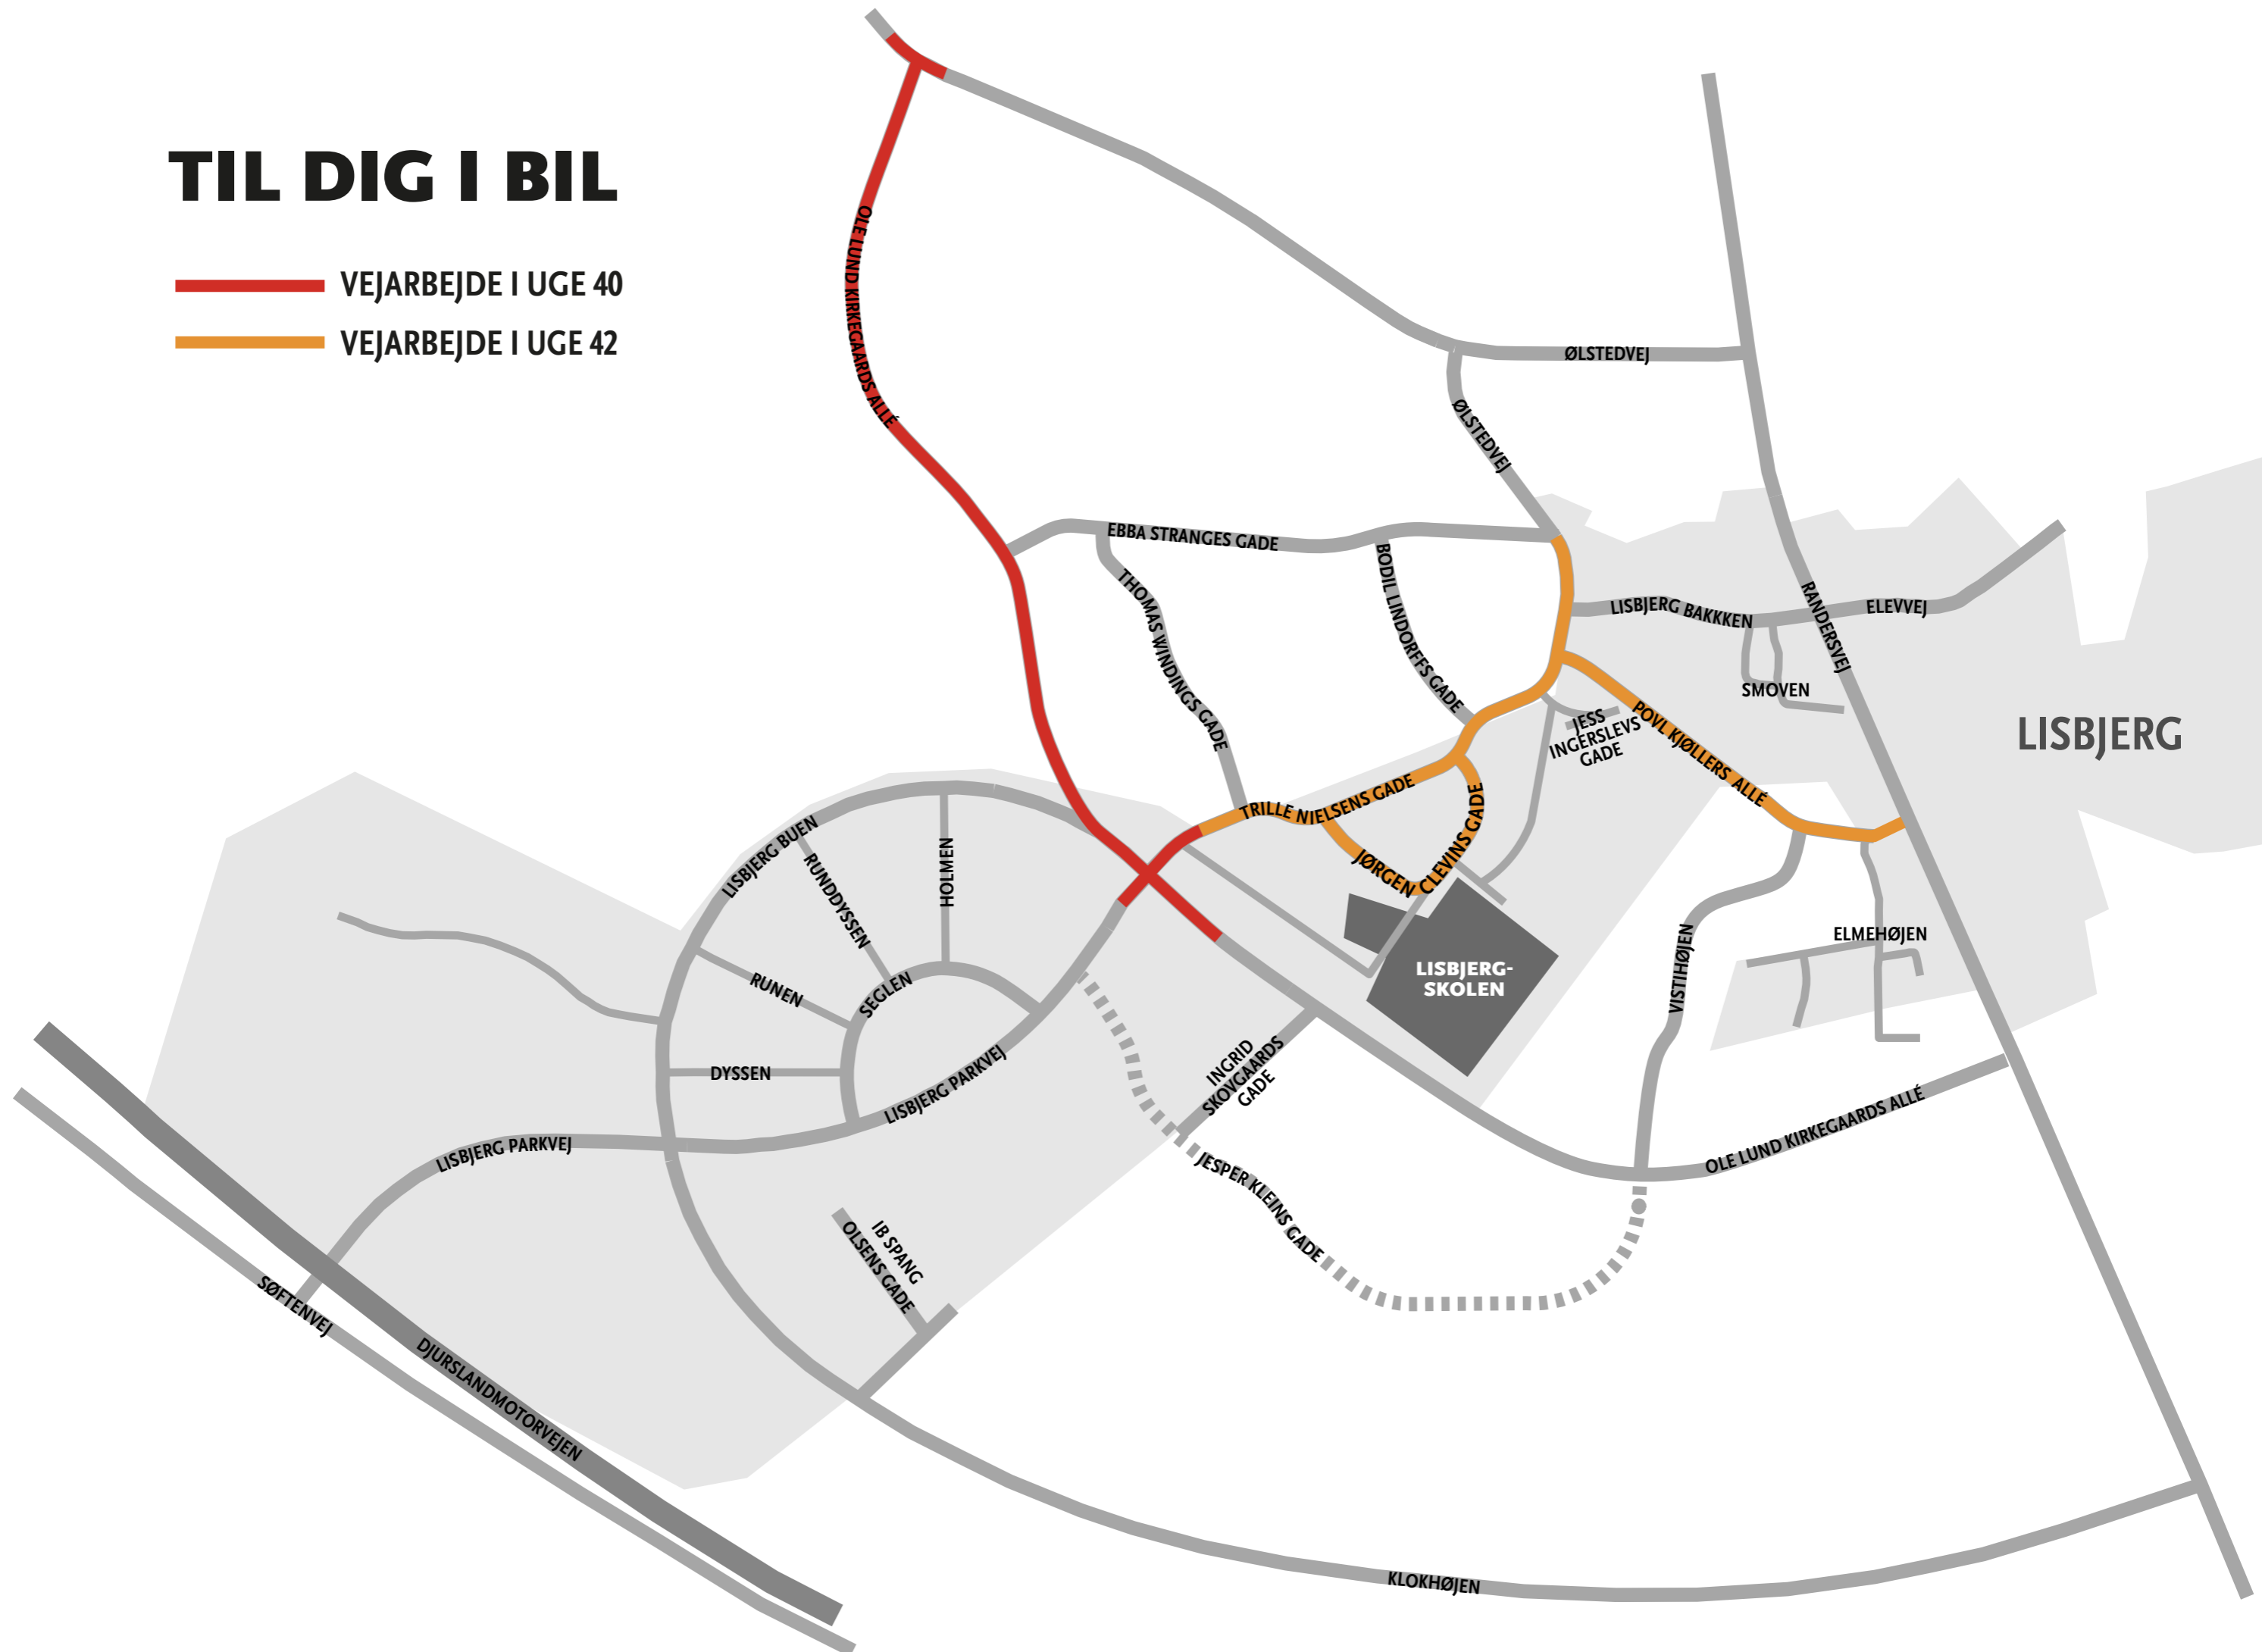 TIL DIG I BIL
VEJARBEJDE I UGE 40
VEJARBEJDE I UGE 42
OLE LUND KIRKEGAARDS ALLÉ
ØLSTEDVEJ
ØLSTEDVEJ
EBBA STRANGES GADE
THOMAS WINDINGS GADE
BODIL LINDORFFS GADE
LISBJERG BAKKKEN
ELEVVEJ
RANDERSVEJ
SMOVEN
JESS
INGERSLEVS
GADE
POVL KJØLLERS ALLÉ
LISBJERG
TRILLE NIELSENS GADE
JØRGEN CLEVINS GADE
LISBJERG BUEN
RUNDDYSSEN
HOLMEN
RUNEN
SEGLEN
DYSSEN
LISBJERG PARKVEJ
LISBJERG PARKVEJ
LISBJERG-
SKOLEN
VISTIHØJEN
ELMEHØJEN
INGRID
SKOVGAARDS
GADE
JESPER KLEINS GADE
OLE LUND KIRKEGAARDS ALLÉ
IB SPANG
OLSENS GADE
SØFTENVEJ
DJURSLANDMOTORVEJEN
KLOKHØJEN